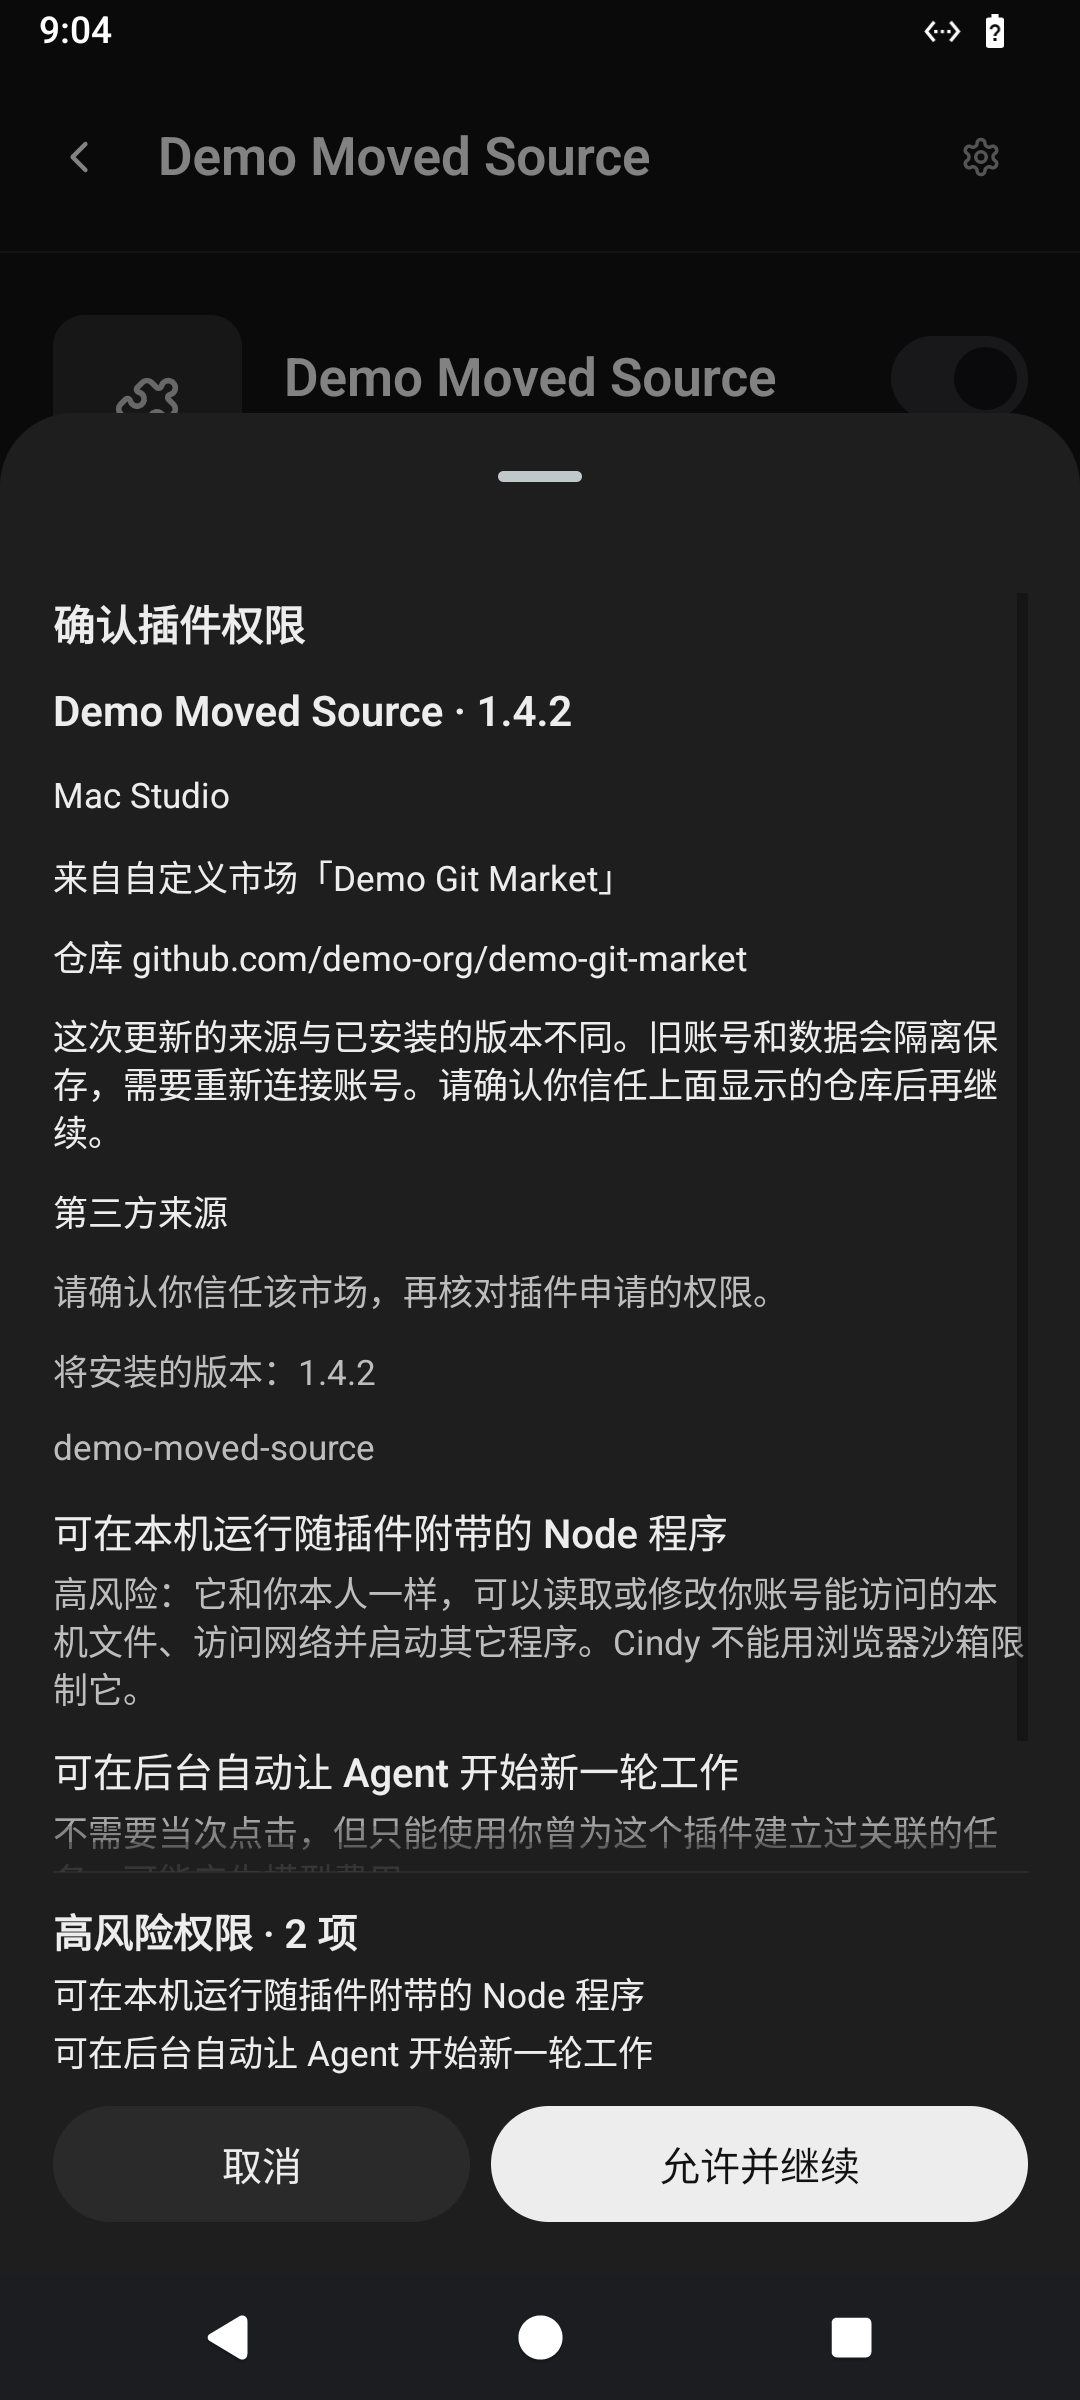 9:04
Demo Moved Source
Demo Moved Source
确认插件权限
Demo Moved Source · 1.4.2
Mac Studio
来自自定义市场「Demo Git Market」
仓库 github.com/demo-org/demo-git-market
这次更新的来源与已安装的版本不同。旧账号和数据会隔离保
存，需要重新连接账号。请确认你信任上面显示的仓库后再继
续。
第三方来源
请确认你信任该市场，再核对插件申请的权限。
将安装的版本：1.4.2
demo-moved-source
可在本机运行随插件附带的 Node 程序
高风险：它和你本人一样，可以读取或修改你账号能访问的本
机文件、访问网络并启动其它程序。Cindy 不能用浏览器沙箱限
制它。
可在后台自动让 Agent 开始新一轮工作
不需要当次点击，但只能使用你曾为这个插件建立过关联的任
高风险权限 · 2 项
可在本机运行随插件附带的 Node 程序
可在后台自动让 Agent 开始新一轮工作
取消
允许并继续